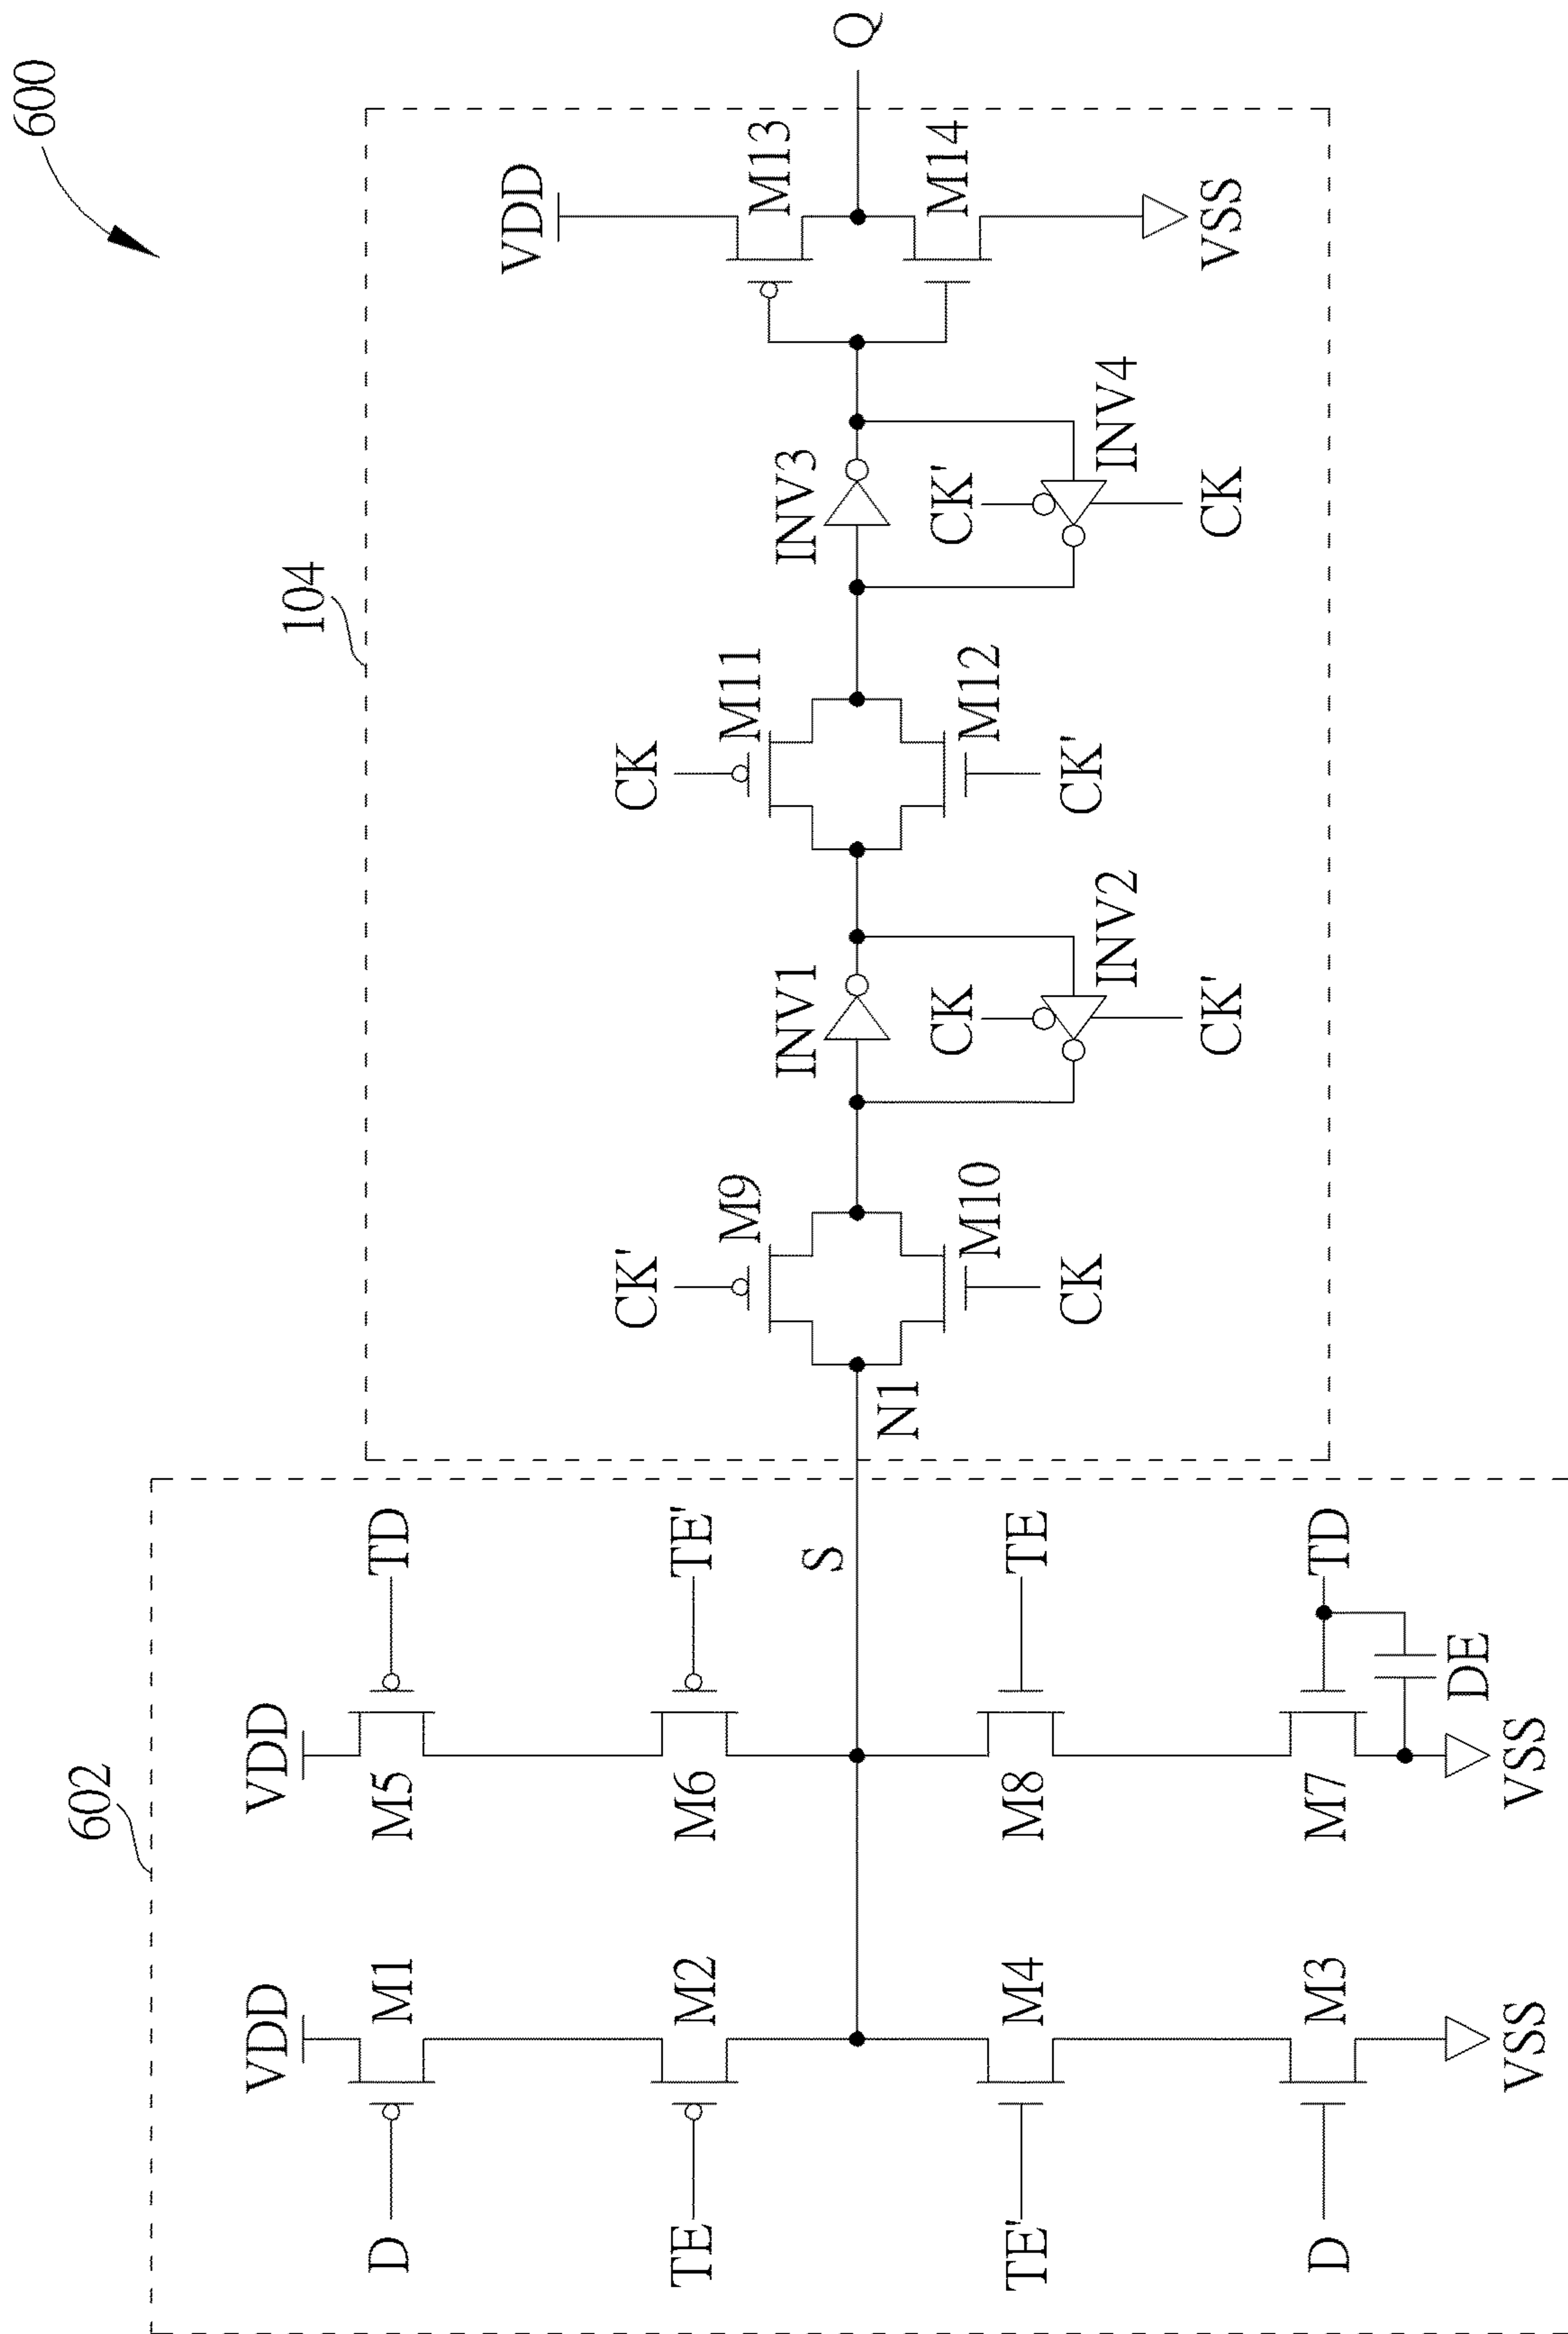 600
602
VDD
D
M1
TE
M2
TE'
M4
D
M3
VSS
VDD
TD
M5
TE'
M6
S
TE
M8
TD
M7
DE
VSS
104
N1
CK'
M9
M10
CK
INV1
CK
INV2
CK'
CK
M11
M12
CK'
INV3
CK'
INV4
CK
VDD
M13
M14
VSS
Q